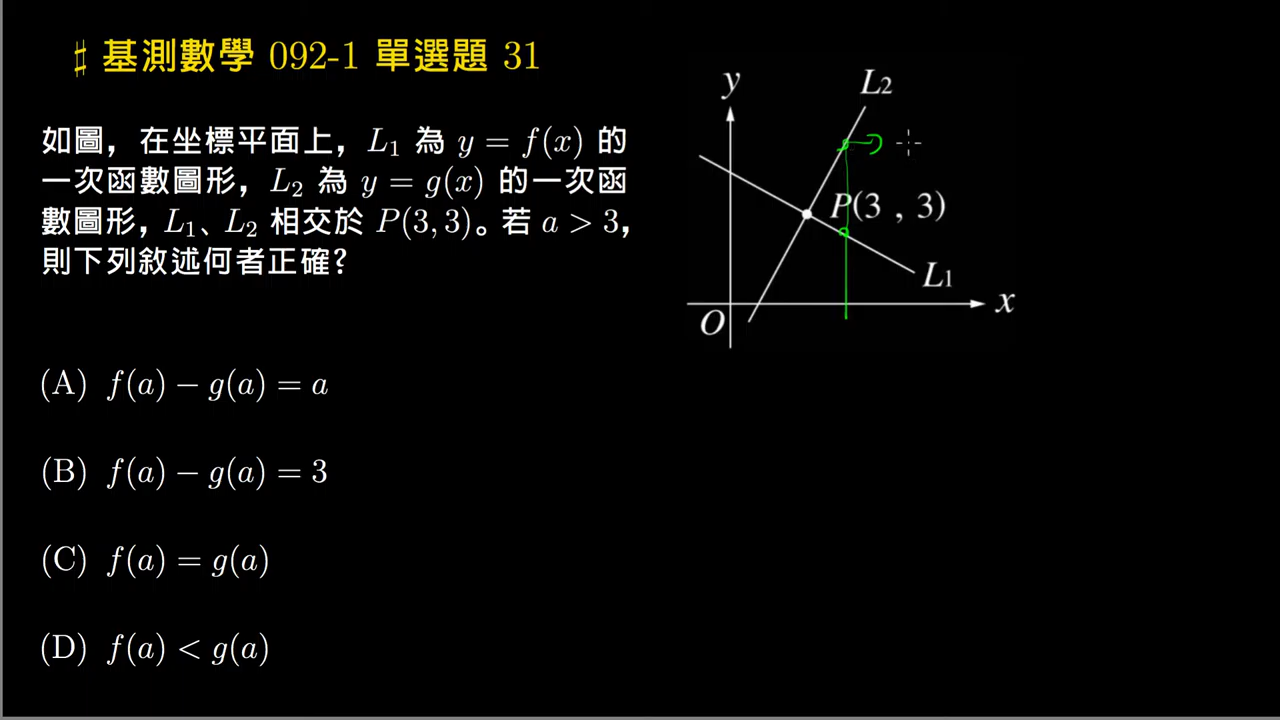 ♯ 基測數學 092-1 單選題 31
如圖，在坐標平面上，L₁ 為 y = f(x) 的
一次函數圖形，L₂ 為 y = g(x) 的一次函
數圖形，L₁、L₂ 相交於 P(3, 3)。若 a > 3，
則下列敘述何者正確？
(A) f(a) − g(a) = a
(B) f(a) − g(a) = 3
(C) f(a) = g(a)
(D) f(a) < g(a)
y
L2
P(3 , 3)
L1
O
x